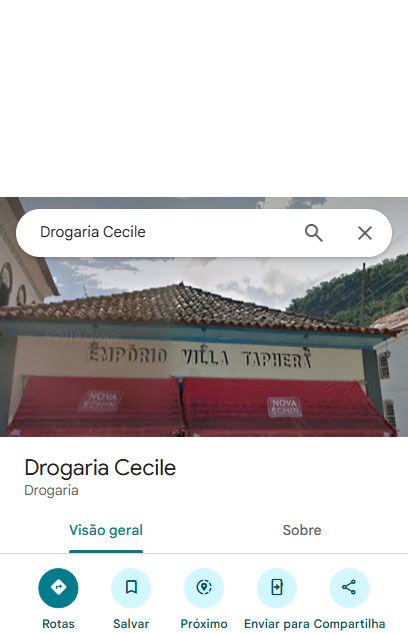 Drogaria Cecile
EMPÓRIO VILLA TAPHERA
NOVA
SCHIN
NOVA
SCHIN
Drogaria Cecile
Drogaria
Visão geral
Sobre
Rotas
Salvar
Próximo
Enviar para
Compartilha